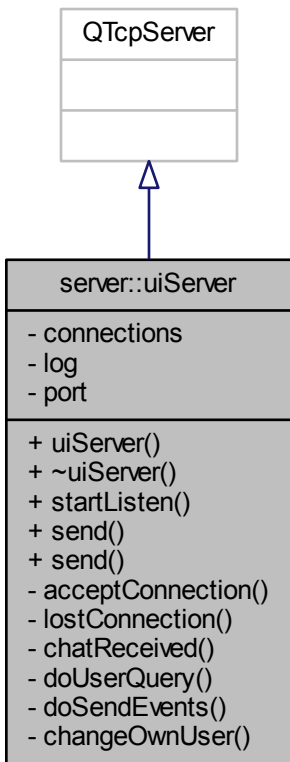 QTcpServer
server::uiServer
- connections
- log
- port
+ uiServer()
+ ~uiServer()
+ startListen()
+ send()
+ send()
- acceptConnection()
- lostConnection()
- chatReceived()
- doUserQuery()
- doSendEvents()
- changeOwnUser()